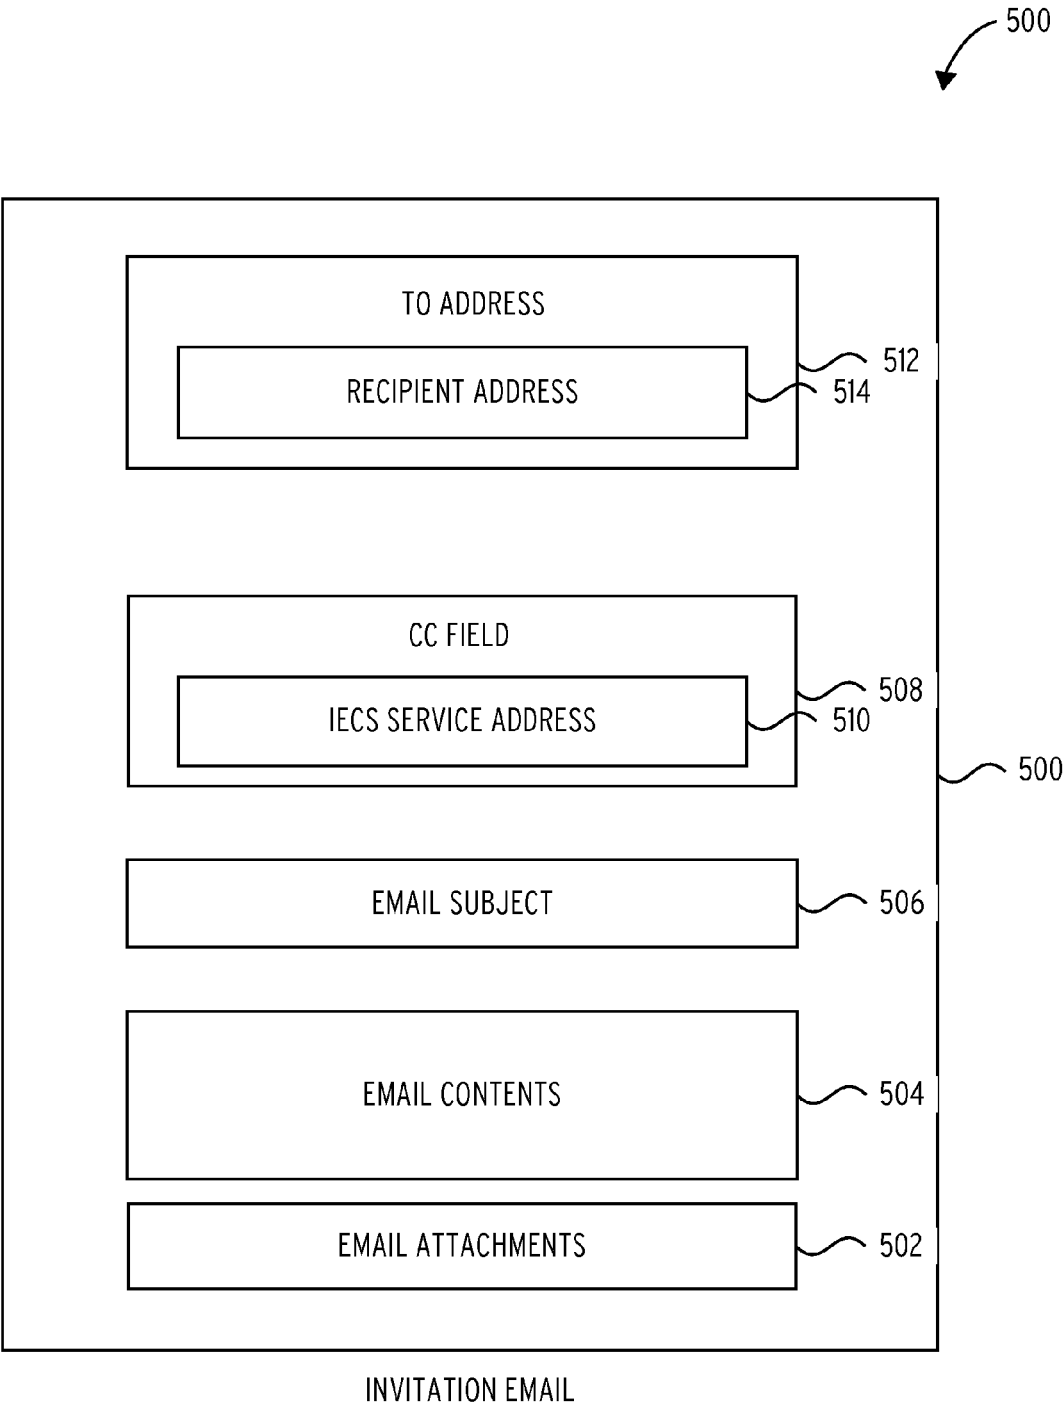 500
TO ADDRESS
512
RECIPIENT ADDRESS
514
CC FIELD
508
IECS SERVICE ADDRESS
510
500
EMAIL SUBJECT
506
EMAIL CONTENTS
504
EMAIL ATTACHMENTS
502
INVITATION EMAIL